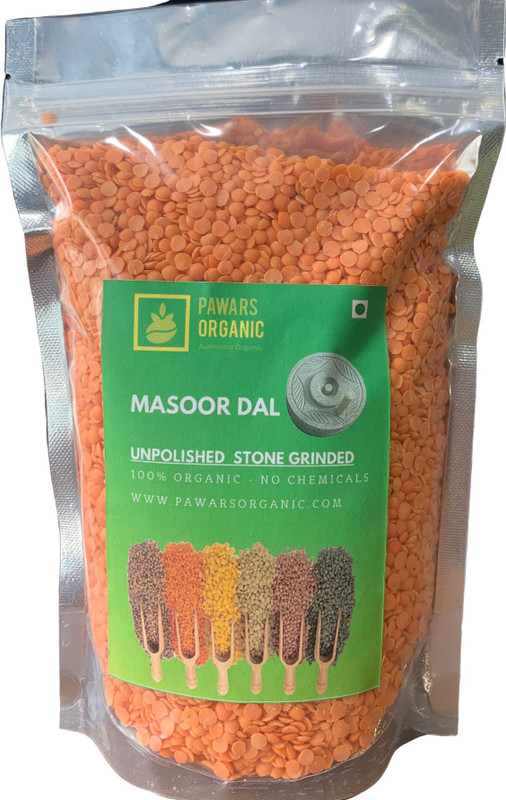 PAWARS
ORGANIC
Authentic Organic
MASOOR DAL
UNPOLISHED STONE GRINDED
100% ORGANIC - NO CHEMICALS
WWW.PAWARSORGANIC.COM